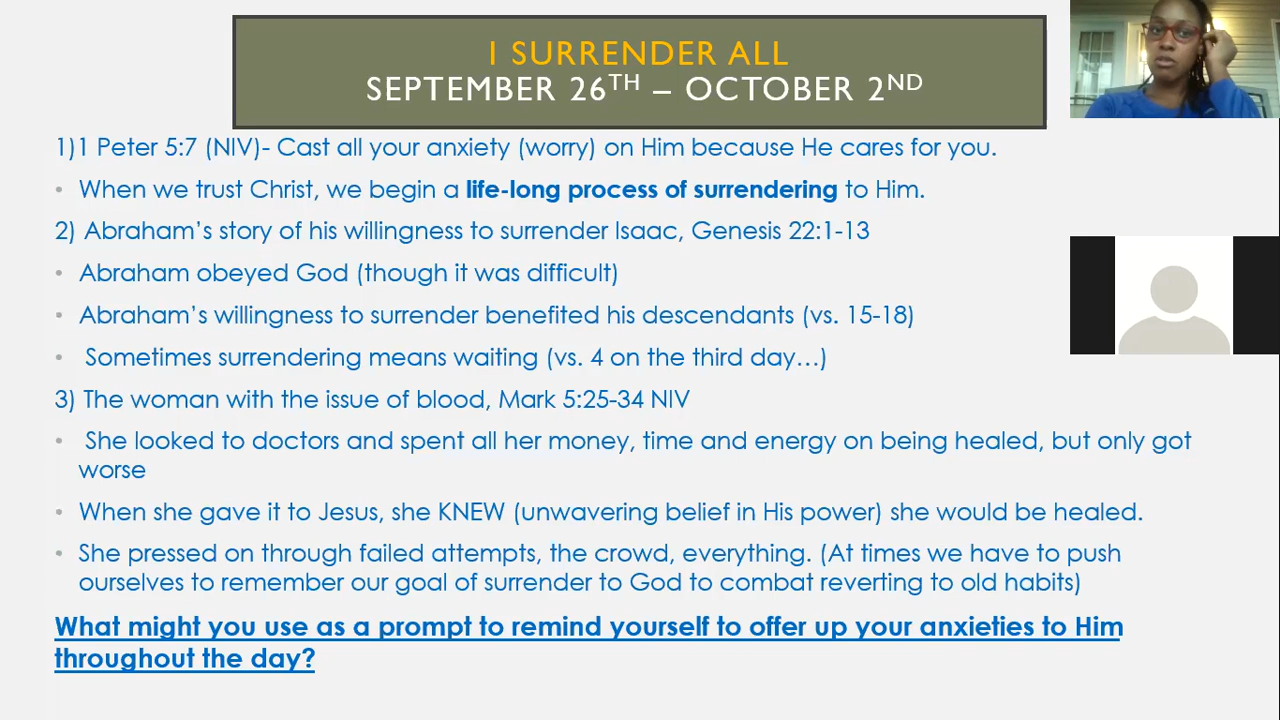 I SURRENDER ALL
SEPTEMBER 26TH – OCTOBER 2ND
1)1 Peter 5:7 (NIV)- Cast all your anxiety (worry) on Him because He cares for you.
• When we trust Christ, we begin a life-long process of surrendering to Him.
2) Abraham’s story of his willingness to surrender Isaac, Genesis 22:1-13
• Abraham obeyed God (though it was difficult)
• Abraham’s willingness to surrender benefited his descendants (vs. 15-18)
• Sometimes surrendering means waiting (vs. 4 on the third day…)
3) The woman with the issue of blood, Mark 5:25-34 NIV
• She looked to doctors and spent all her money, time and energy on being healed, but only got
worse
• When she gave it to Jesus, she KNEW (unwavering belief in His power) she would be healed.
• She pressed on through failed attempts, the crowd, everything. (At times we have to push
ourselves to remember our goal of surrender to God to combat reverting to old habits)
What might you use as a prompt to remind yourself to offer up your anxieties to Him
throughout the day?